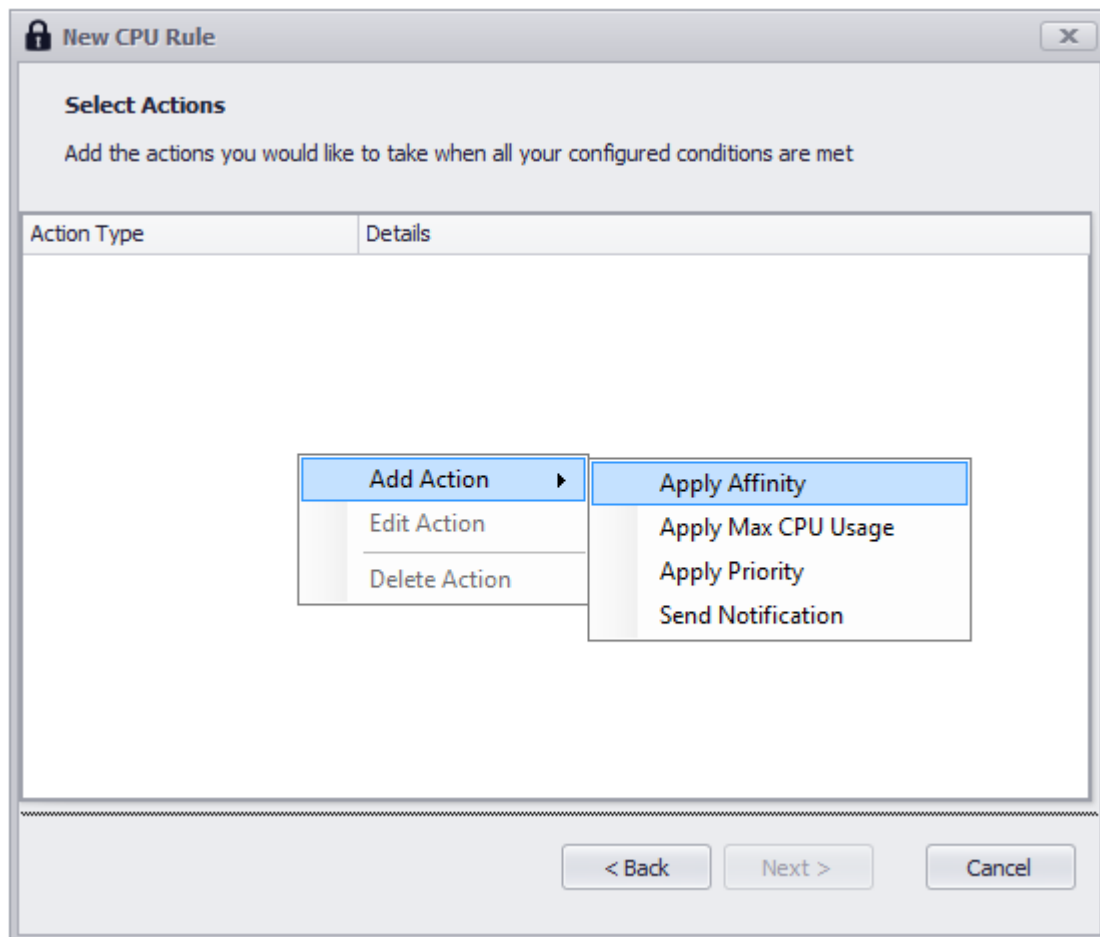 New CPU Rule
Select Actions
Add the actions you would like to take when all your configured conditions are met
Action Type Details
Add Action
Edit Action
Delete Action
Apply Affinity
Apply Max CPU Usage
Apply Priority
Send Notification
< Back Next > Cancel